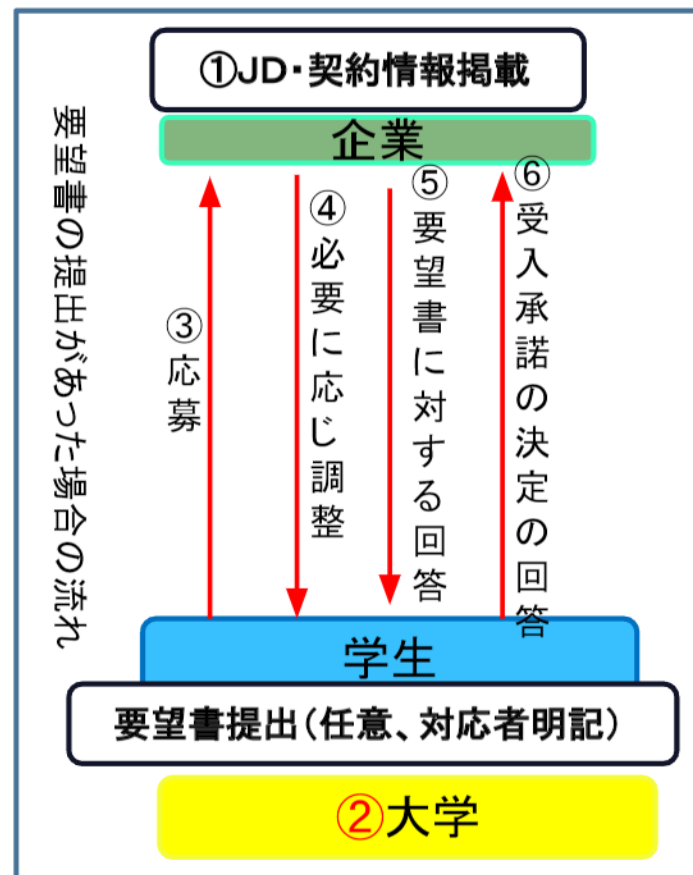 ①JD・契約情報掲載
企業
要望書の提出があった場合の流れ
③応募
④必要に応じ調整
⑤要望書に対する回答
⑥受入承諾の決定の回答
学生
要望書提出(任意、対応者明記)
②大学